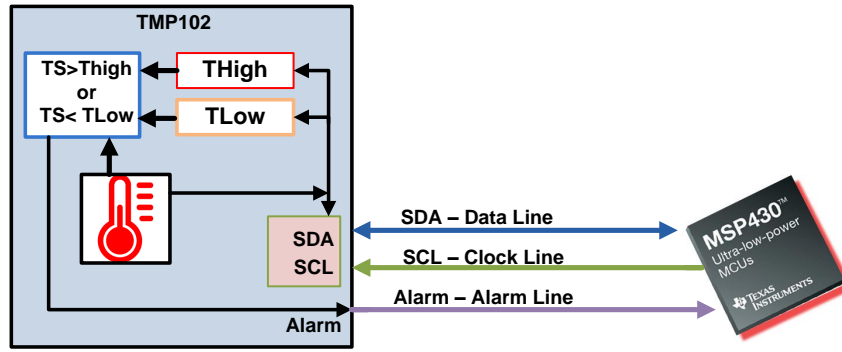 TMP102
TS>Thigh
or
TS< TLow
THigh
TLow
SDA
SCL
Alarm
SDA – Data Line
SCL – Clock Line
Alarm – Alarm Line
MSP430™
Ultra-low-power
MCUs
TEXAS
INSTRUMENTS